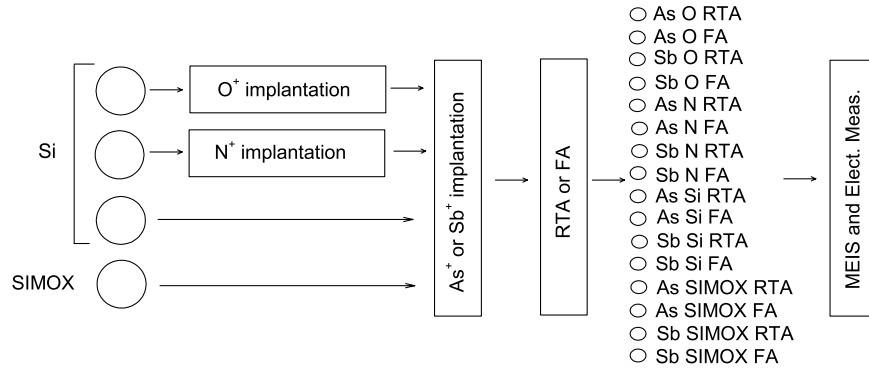 Si
SIMOX
O⁺ implantation
N⁺ implantation
As⁺ or Sb⁺ implantation
RTA or FA
As O RTA
As O FA
Sb O RTA
Sb O FA
As N RTA
As N FA
Sb N RTA
Sb N FA
As Si RTA
As Si FA
Sb Si RTA
Sb Si FA
As SIMOX RTA
As SIMOX FA
Sb SIMOX RTA
Sb SIMOX FA
MEIS and Elect. Meas.